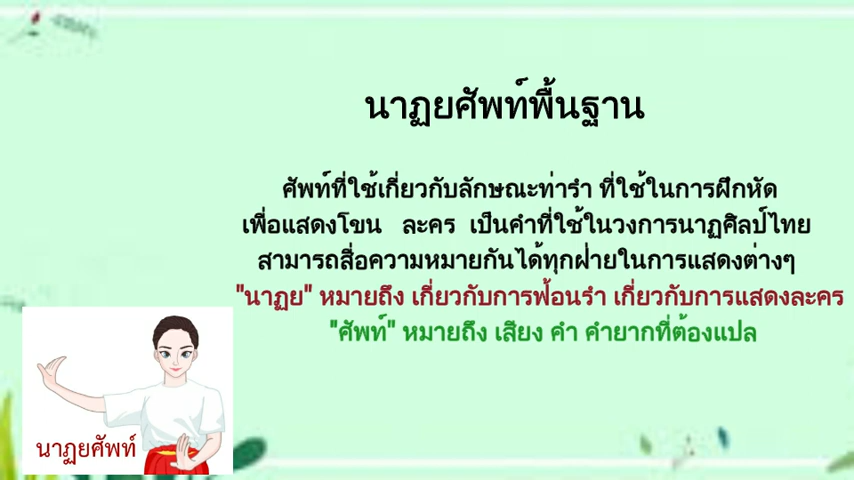 นาฏยศัพท์พื้นฐาน
ศัพท์ที่ใช้เกี่ยวกับลักษณะท่ารำ ที่ใช้ในการฝึกหัด
เพื่อแสดงโขน ละคร เป็นคำที่ใช้ในวงการนาฏศิลป์ไทย
สามารถสื่อความหมายกันได้ทุกฝ่ายในการแสดงต่างๆ
"นาฏย" หมายถึง เกี่ยวกับการฟ้อนรำ เกี่ยวกับการแสดงละคร
"ศัพท์" หมายถึง เสียง คำ คำยากที่ต้องแปล
นาฏยศัพท์